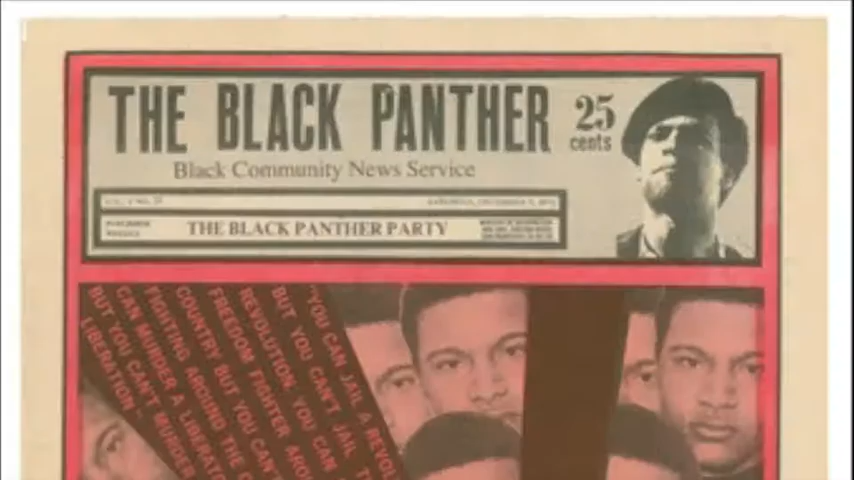 THE BLACK PANTHER
25
cents
Black Community News Service
THE BLACK PANTHER PARTY
"YOU CAN JAIL A REVOL
BUT YOU CAN'T JAIL T
REVOLUTION. YOU CAN
FREEDOM FIGHTER AROU
COUNTRY BUT YOU CAN'T
FIGHTING AROUND THE C
CAN MURDER A LIBERATO
BUT YOU CAN'T MURDER
LIBERATION."